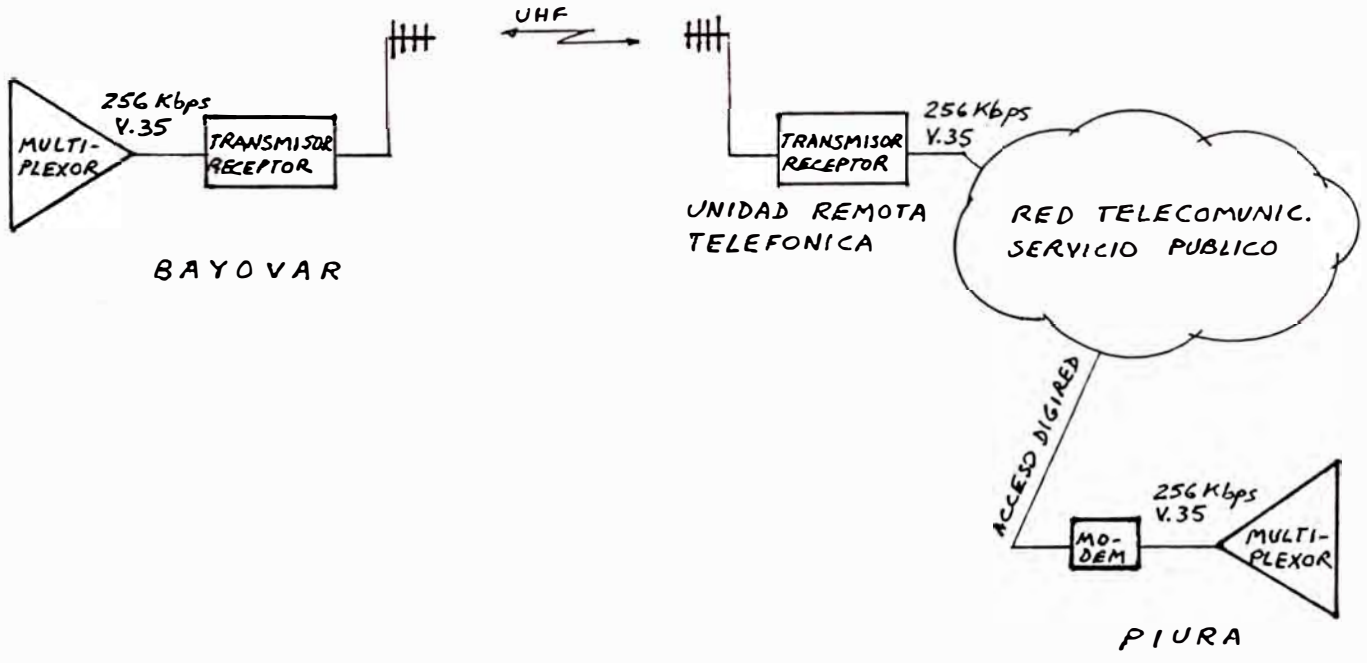 UHF
256 Kbps
V.35
MULTI-
PLEXOR
TRANSMISOR
RECEPTOR
BAYOVAR
TRANSMISOR
RECEPTOR
256 Kbps
V.35
UNIDAD REMOTA
TELEFONICA
RED TELECOMUNIC.
SERVICIO PUBLICO
ACCESO DIGIRED
MO-
DEM
256 Kbps
V.35
MULTI-
PLEXOR
PIURA